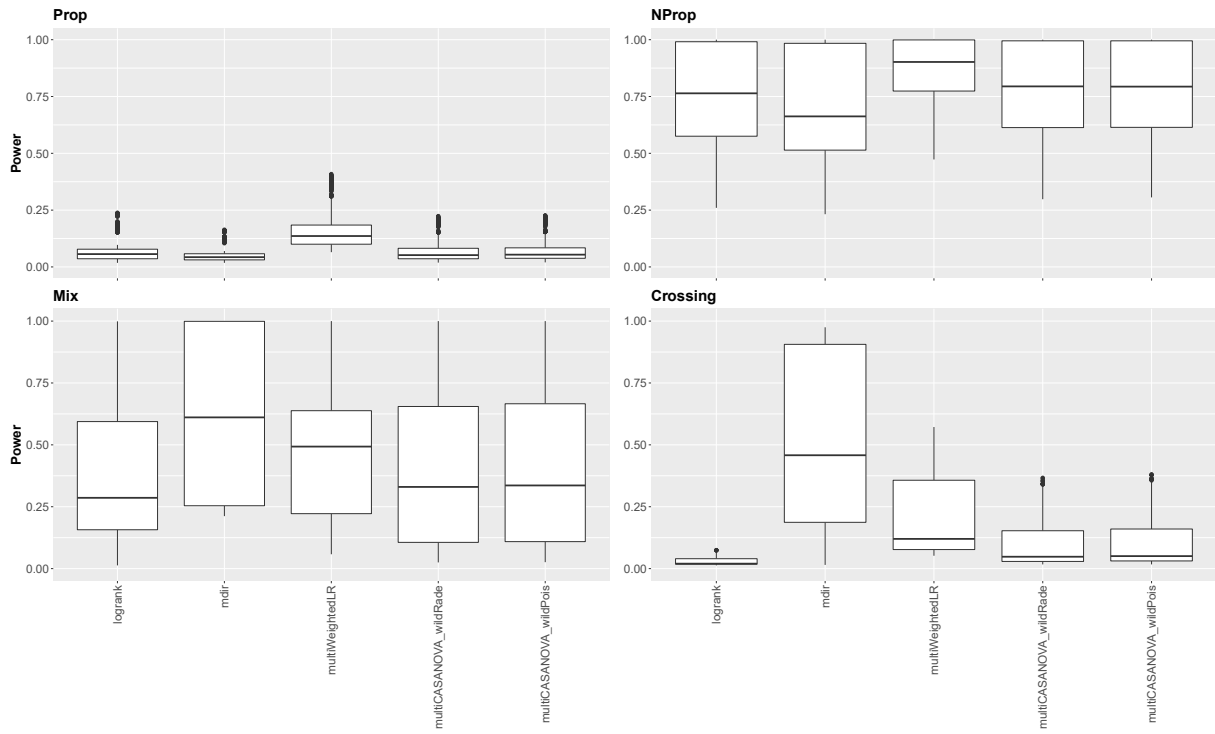 Prop
NProp
Power
1.00
0.75
0.50
0.25
0.00
1.00
0.75
0.50
0.25
0.00
Mix
Crossing
Power
1.00
0.75
0.50
0.25
0.00
1.00
0.75
0.50
0.25
0.00
logrank
mdir
multiWeightedLR
multiCASANOVA_wildRade
multiCASANOVA_wildPois
logrank
mdir
multiWeightedLR
multiCASANOVA_wildRade
multiCASANOVA_wildPois